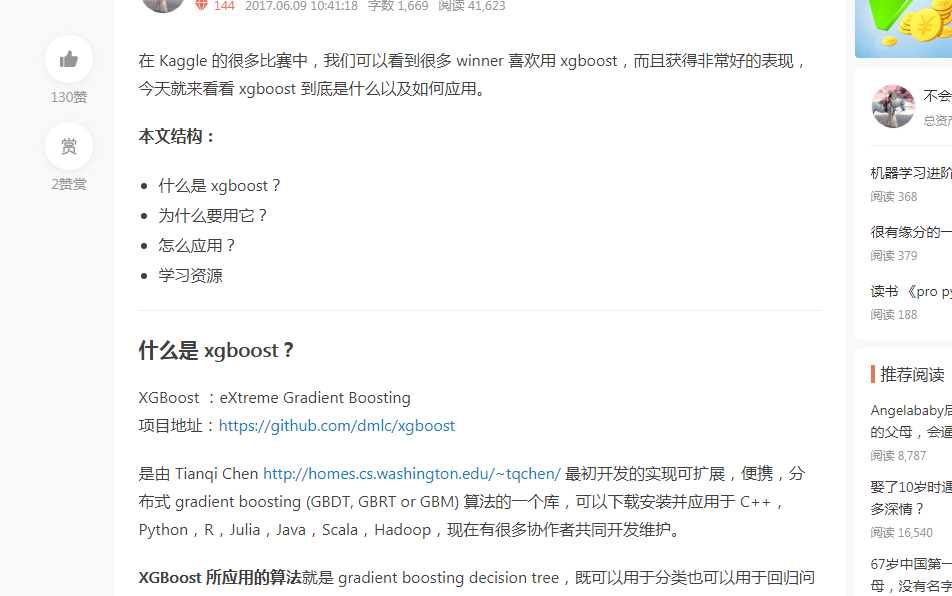 144 2017.06.09 10:41:18 字数 1,669 阅读 41,623
130赞
赏
2赞赏
在 Kaggle 的很多比赛中，我们可以看到很多 winner 喜欢用 xgboost，而且获得非常好的表现，
今天就来看看 xgboost 到底是什么以及如何应用。
本文结构：
什么是 xgboost？
为什么要用它？
怎么应用？
学习资源
什么是 xgboost？
XGBoost ：eXtreme Gradient Boosting
项目地址：https://github.com/dmlc/xgboost
是由 Tianqi Chen http://homes.cs.washington.edu/~tqchen/ 最初开发的实现可扩展，便携，分
布式 gradient boosting (GBDT, GBRT or GBM) 算法的一个库，可以下载安装并应用于 C++，
Python，R，Julia，Java，Scala，Hadoop，现在有很多协作者共同开发维护。
XGBoost 所应用的算法就是 gradient boosting decision tree，既可以用于分类也可以用于回归问
不会
总资产
机器学习进阶
阅读 368
很有缘分的一
阅读 379
读书 《pro py
阅读 188
推荐阅读
Angelababy后
的父母，会逼
阅读 8,787
娶了10岁时遇
多深情？
阅读 16,540
67岁中国第一
母，没有名字